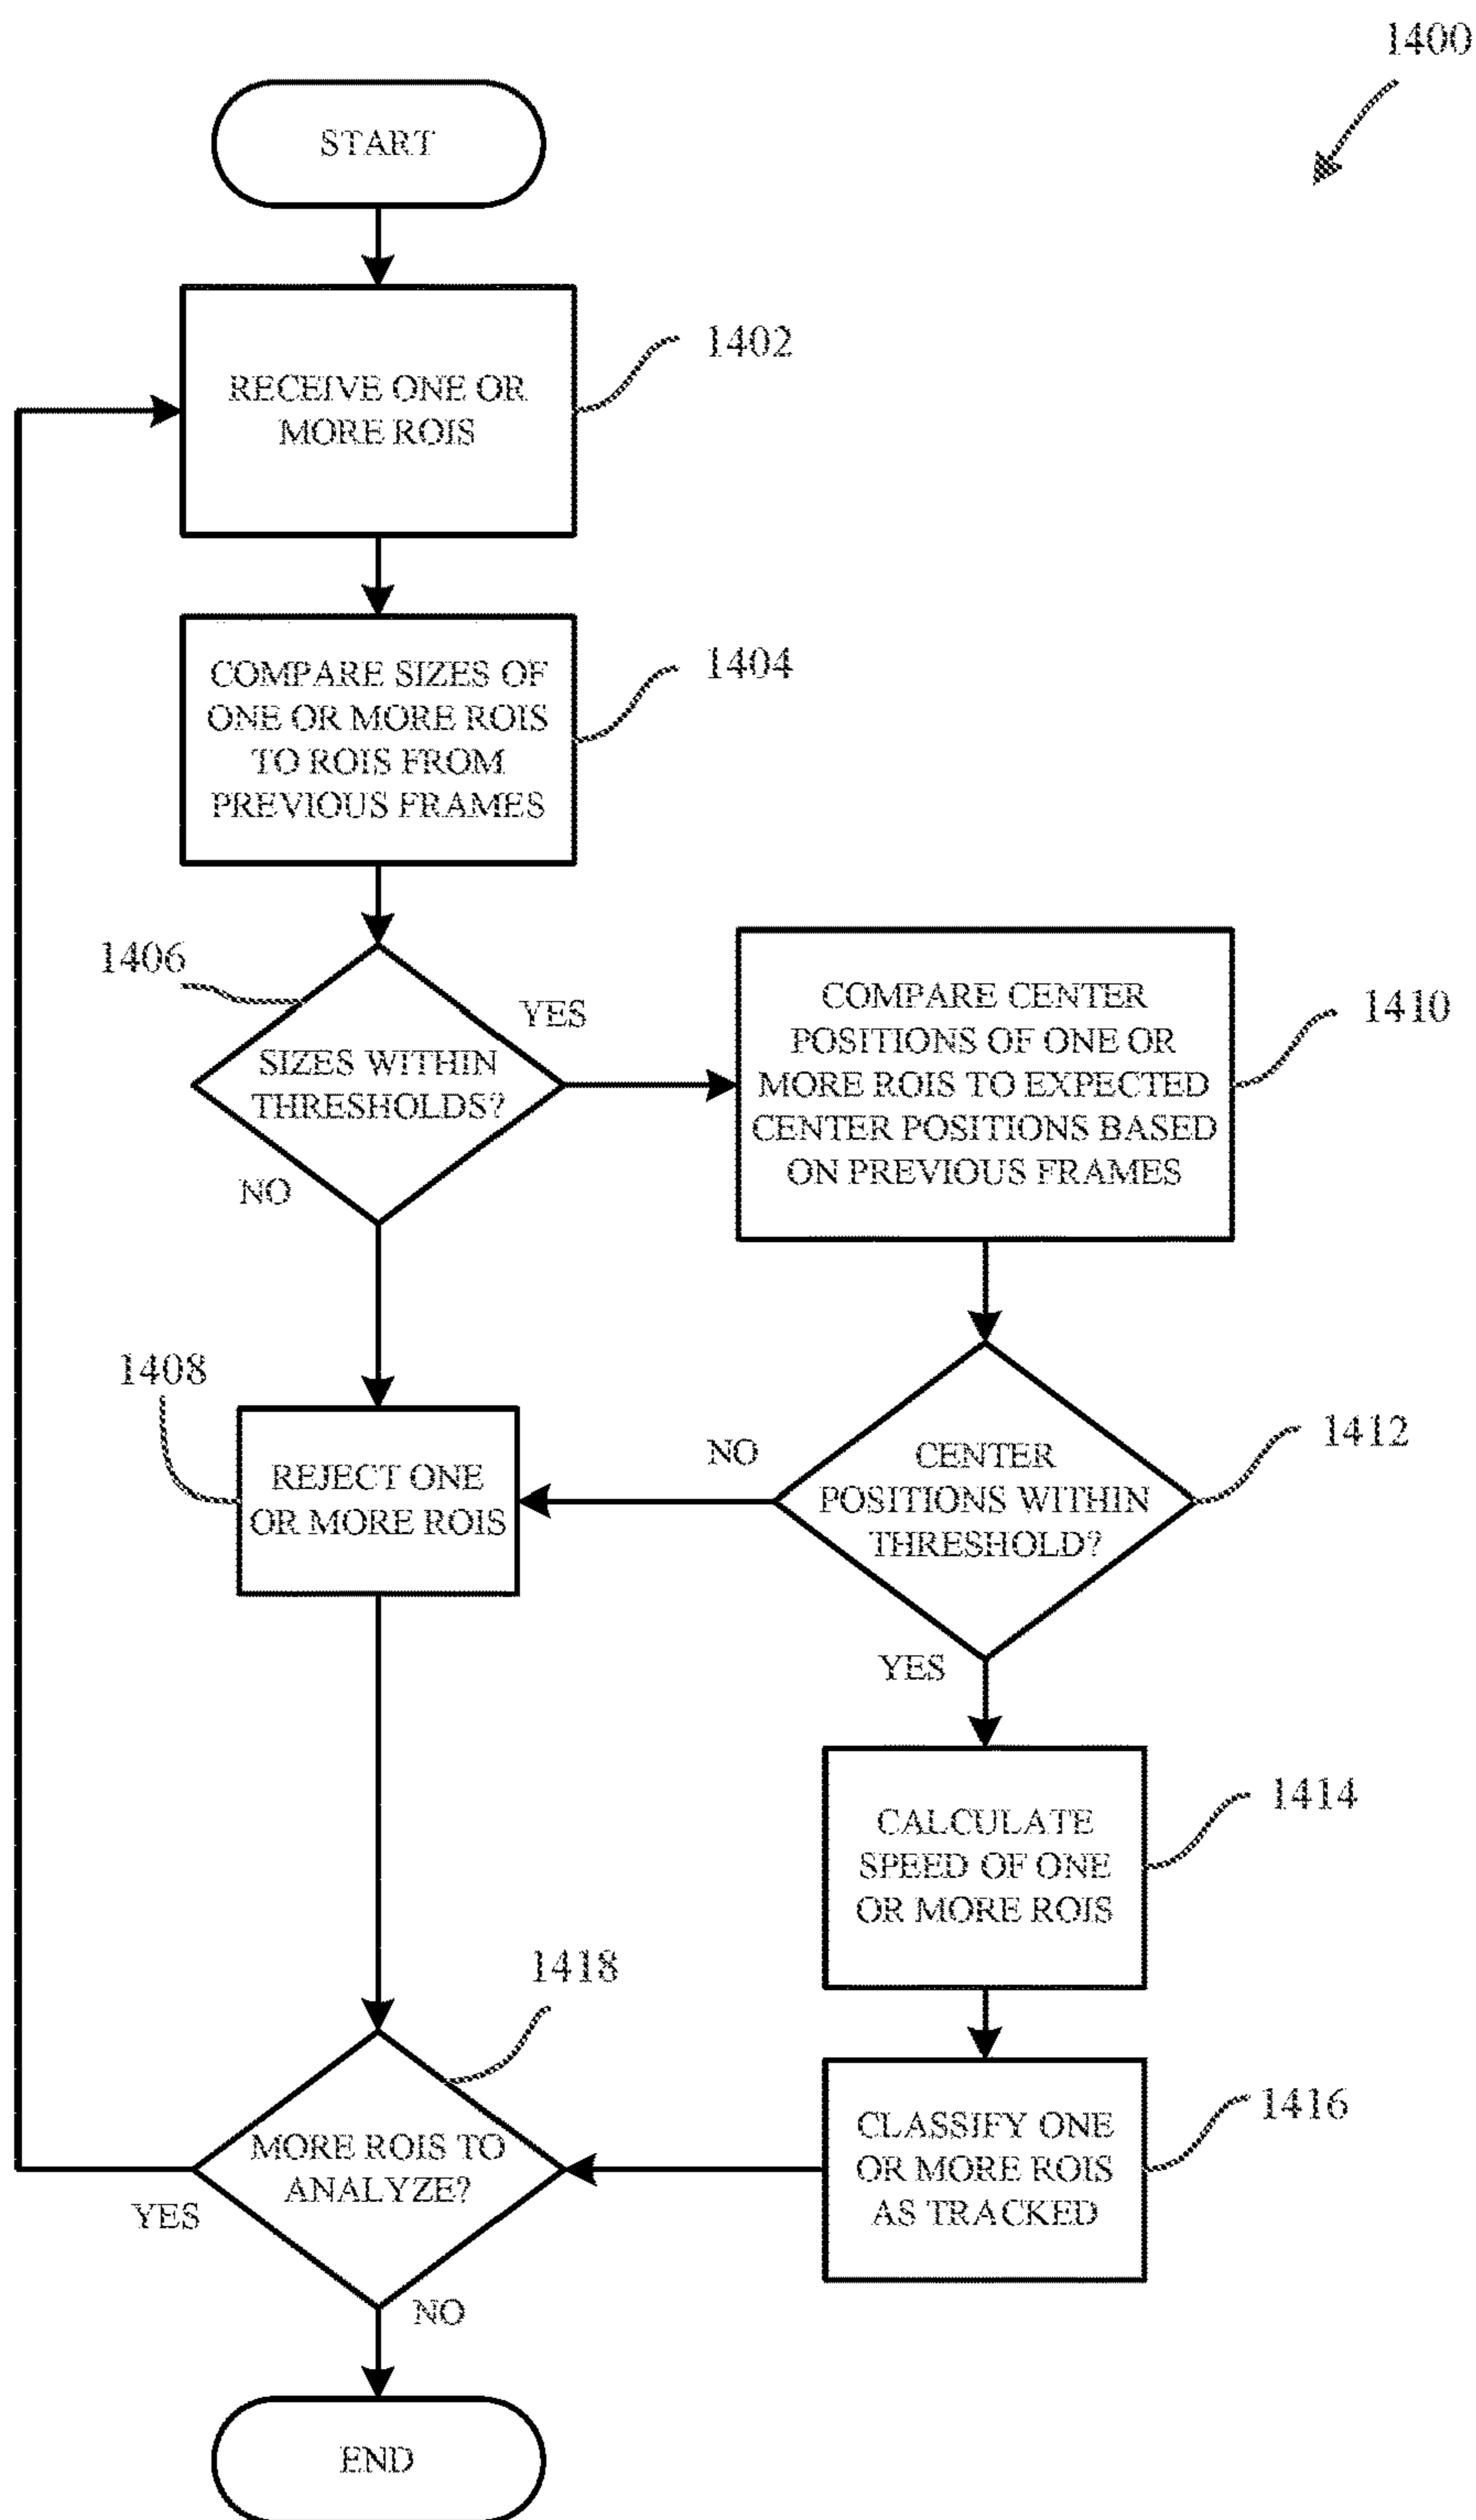 1400
START
RECEIVE ONE OR
MORE ROIS
1402
COMPARE SIZES OF
ONE OR MORE ROIS
TO ROIS FROM
PREVIOUS FRAMES
1404
1406
SIZES WITHIN
THRESHOLDS?
YES
NO
COMPARE CENTER
POSITIONS OF ONE OR
MORE ROIS TO EXPECTED
CENTER POSITIONS BASED
ON PREVIOUS FRAMES
1410
1408
REJECT ONE
OR MORE ROIS
NO
CENTER
POSITIONS WITHIN
THRESHOLD?
1412
YES
CALCULATE
SPEED OF ONE
OR MORE ROIS
1414
1418
MORE ROIS TO
ANALYZE?
YES
NO
CLASSIFY ONE
OR MORE ROIS
AS TRACKED
1416
END